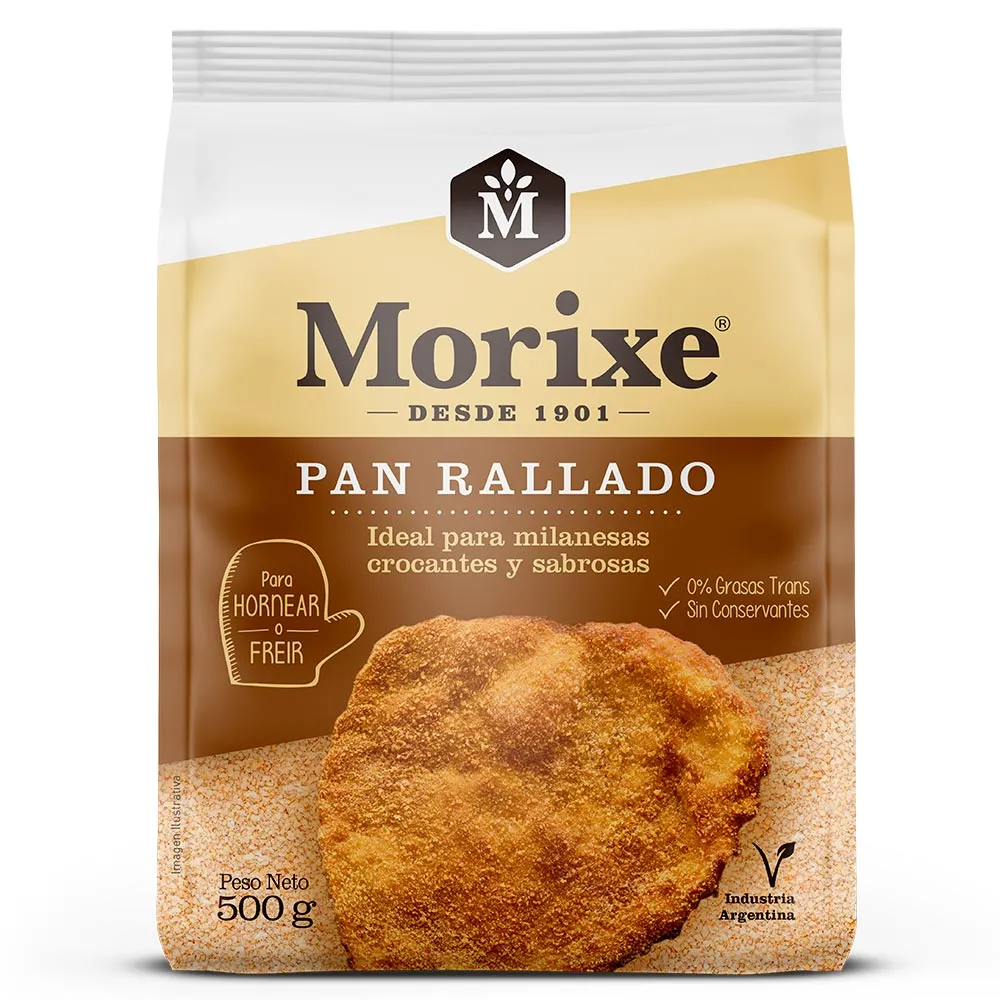 M
Morixe®
DESDE 1901
PAN RALLADO
Ideal para milanesas
crocantes y sabrosas
✓ 0% Grasas Trans
✓ Sin Conservantes
Para
HORNEAR
o
FREIR
Imagen Ilustrativa
Peso Neto
500 g
V
Industria
Argentina